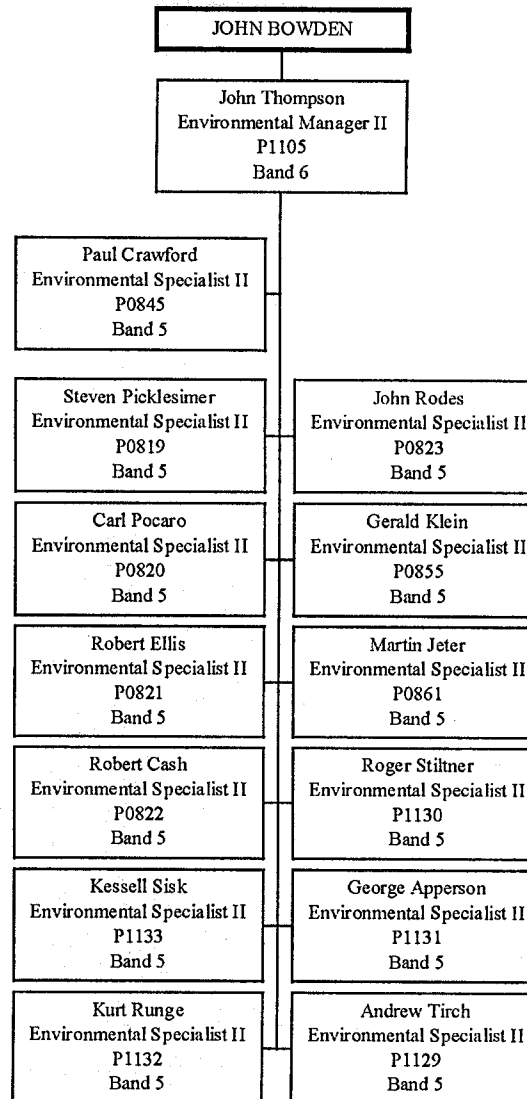 JOHN BOWDEN
John Thompson
Environmental Manager II
P1105
Band 6
Paul Crawford
Environmental Specialist II
P0845
Band 5
Steven Picklesimer
Environmental Specialist II
P0819
Band 5
John Rodes
Environmental Specialist II
P0823
Band 5
Carl Pocaro
Environmental Specialist II
P0820
Band 5
Gerald Klein
Environmental Specialist II
P0855
Band 5
Robert Ellis
Environmental Specialist II
P0821
Band 5
Martin Jeter
Environmental Specialist II
P0861
Band 5
Robert Cash
Environmental Specialist II
P0822
Band 5
Roger Stiltner
Environmental Specialist II
P1130
Band 5
Kessell Sisk
Environmental Specialist II
P1133
Band 5
George Apperson
Environmental Specialist II
P1131
Band 5
Kurt Runge
Environmental Specialist II
P1132
Band 5
Andrew Tirch
Environmental Specialist II
P1129
Band 5